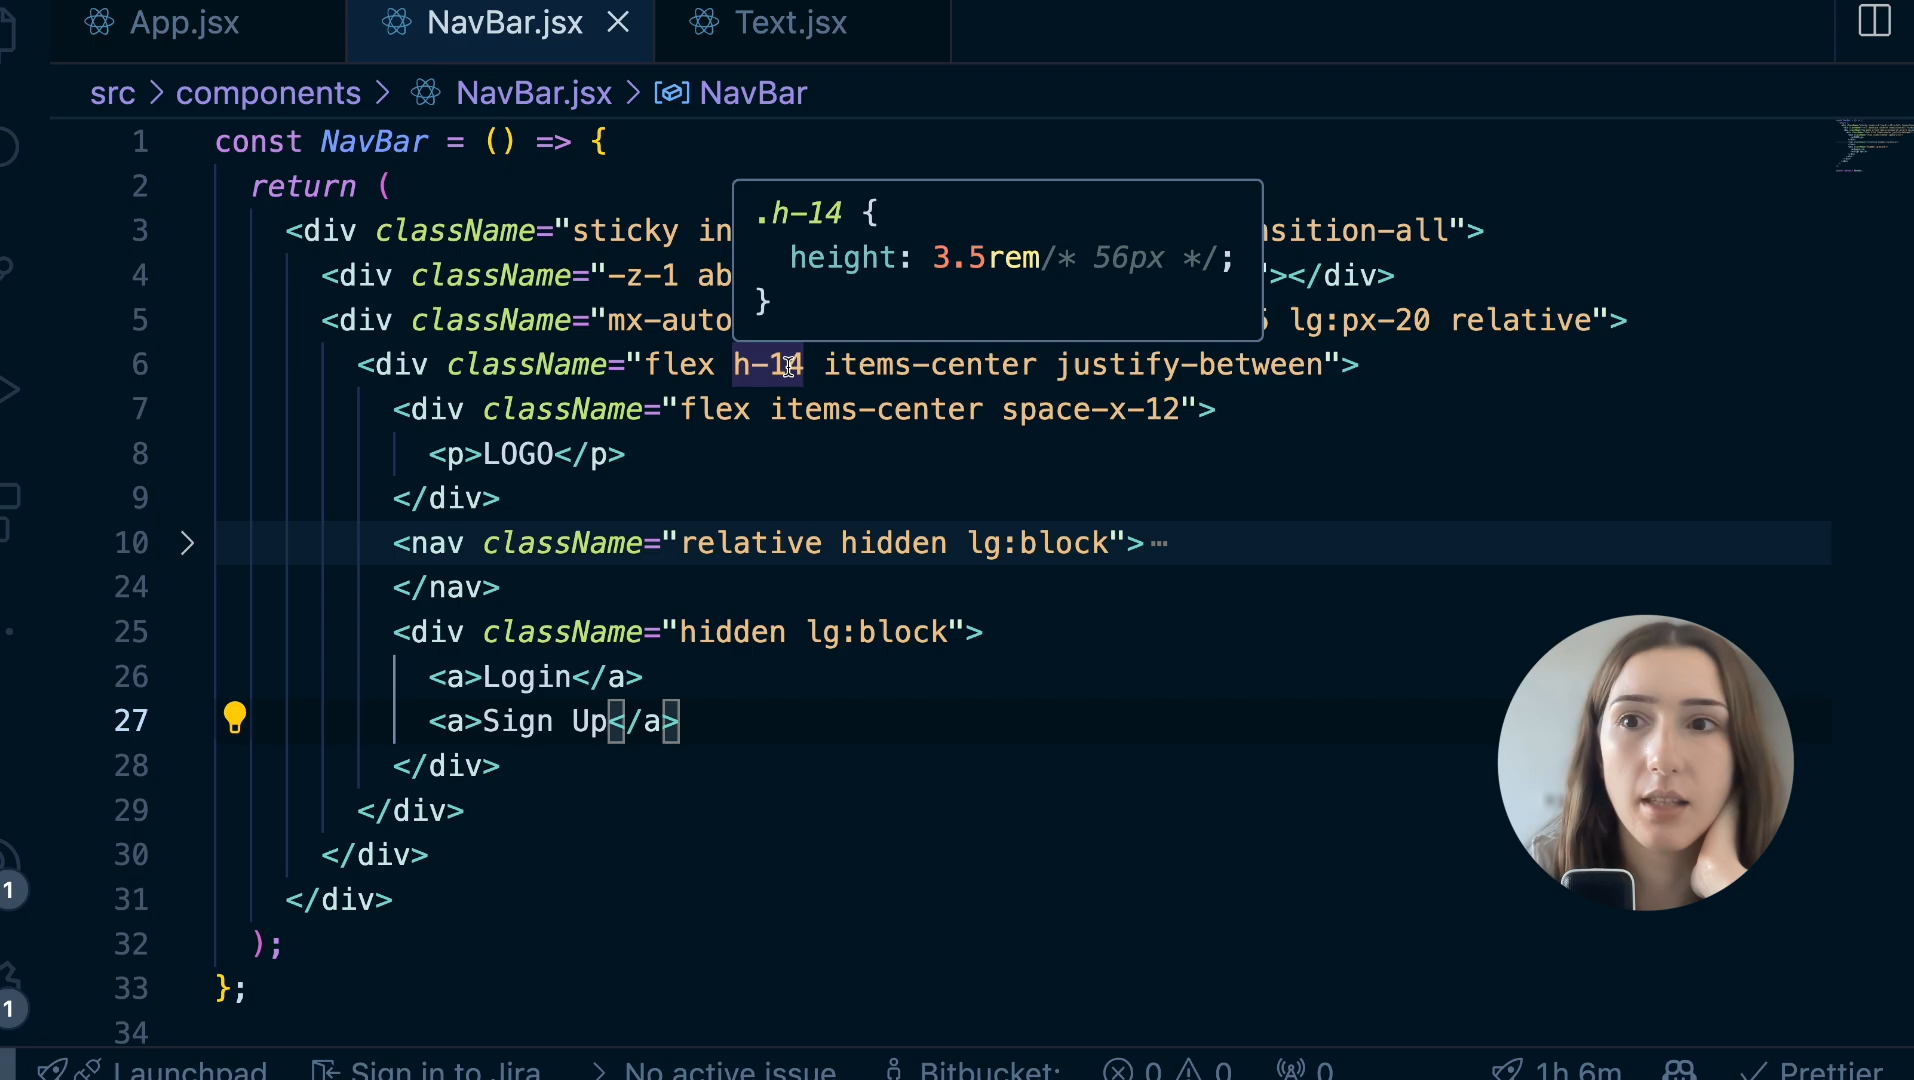 App.jsx NavBar.jsx Text.jsx
src > components > NavBar.jsx > NavBar
1 const NavBar = () => {
2 return (
3 <div className="sticky in sition-all">
4 <div className="-z-1 ab "></div>
5 <div className="mx-auto lg:px-20 relative">
.h-14 {
height: 3.5rem/* 56px */;
}
6 <div className="flex h-14 items-center justify-between">
7 <div className="flex items-center space-x-12">
8 <p>LOGO</p>
9 </div>
10 <nav className="relative hidden lg:block">…
24 </nav>
25 <div className="hidden lg:block">
26 <a>Login</a>
27 <a>Sign Up</a>
28 </div>
29 </div>
30 </div>
31 </div>
32 );
33 };
34
1
1
Launchpad Sign in to Jira > No active issue Bitbucket: 0 0 0 1h 6m Prettier